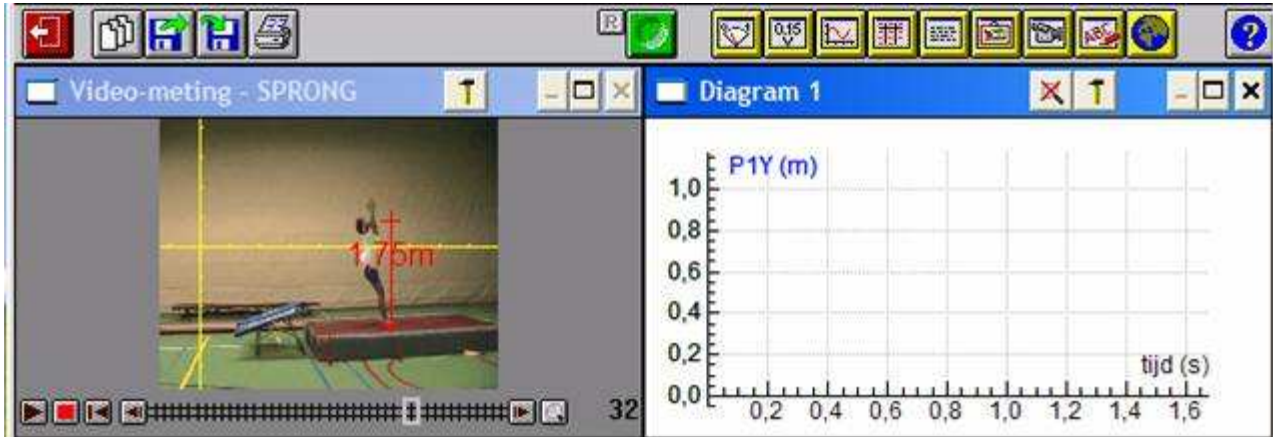 R
0,15
V
ABC
?
Video-meting - SPRONG
1.75m
32
Diagram 1
P1Y (m)
1,0
0,8
0,6
0,4
0,2
0,0
tijd (s)
0,2 0,4 0,6 0,8 1,0 1,2 1,4 1,6